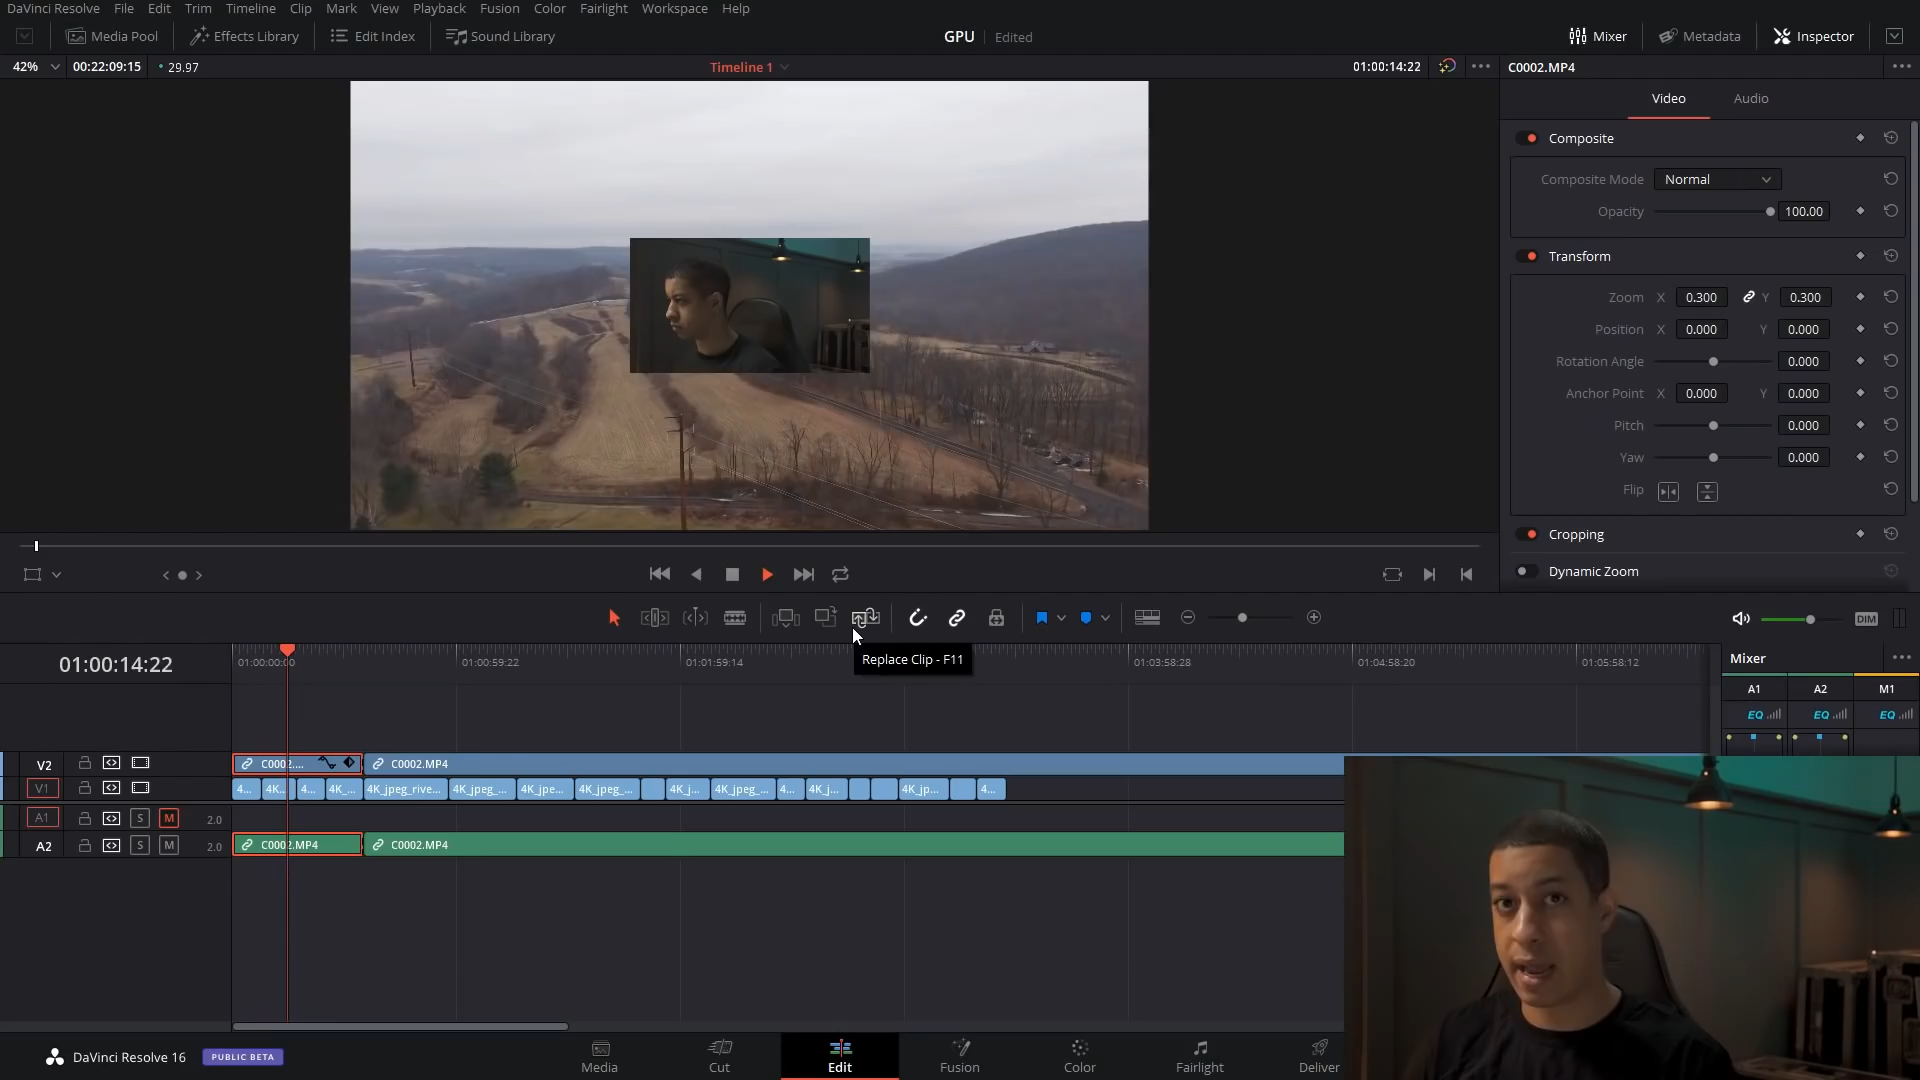 DaVinci Resolve File Edit Trim Timeline Clip Mark View Playback Fusion Color Fairlight Workspace Help
Media Pool Effects Library Edit Index Sound Library GPU Edited Mixer Metadata Inspector
42% 00:22:09:15 29.97 Timeline 1 01:00:14:22 C0002.MP4
Video Audio
Composite
Composite Mode Normal
Opacity 100.00
Transform
Zoom X 0.300 Y 0.300
Position X 0.000 Y 0.000
Rotation Angle 0.000
Anchor Point X 0.000 Y 0.000
Pitch 0.000
Yaw 0.000
Flip
Cropping
Dynamic Zoom
DIM
Replace Clip - F11
01:00:14:22 01:00:00:00 01:00:59:22 01:01:59:14 01:03:58:28 01:04:58:20 01:05:58:12
Mixer
A1 A2 M1
EQ EQ EQ
V2 C0002.... C0002.MP4
V1 4... 4K... 4... 4K_... 4K_jpeg_rive... 4K_jpeg_... 4K_jpe... 4K_jpeg_... 4K_j... 4K_jpeg_... 4... 4K_j... 4K_jp... 4...
A1 S M 2.0
A2 S M 2.0 C0002.MP4 C0002.MP4
DaVinci Resolve 16 PUBLIC BETA
Media Cut Edit Fusion Color Fairlight Deliver